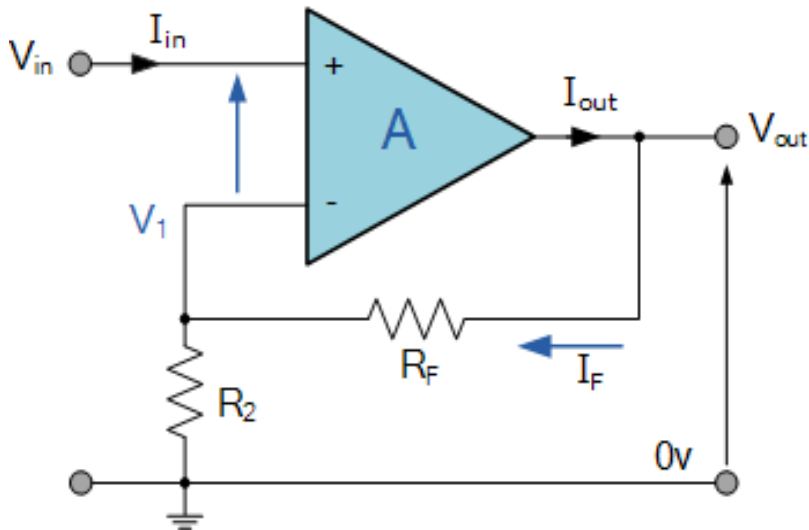 Iin
Vin
+
A
Iout
Vout
V1
-
RF
IF
R2
0v